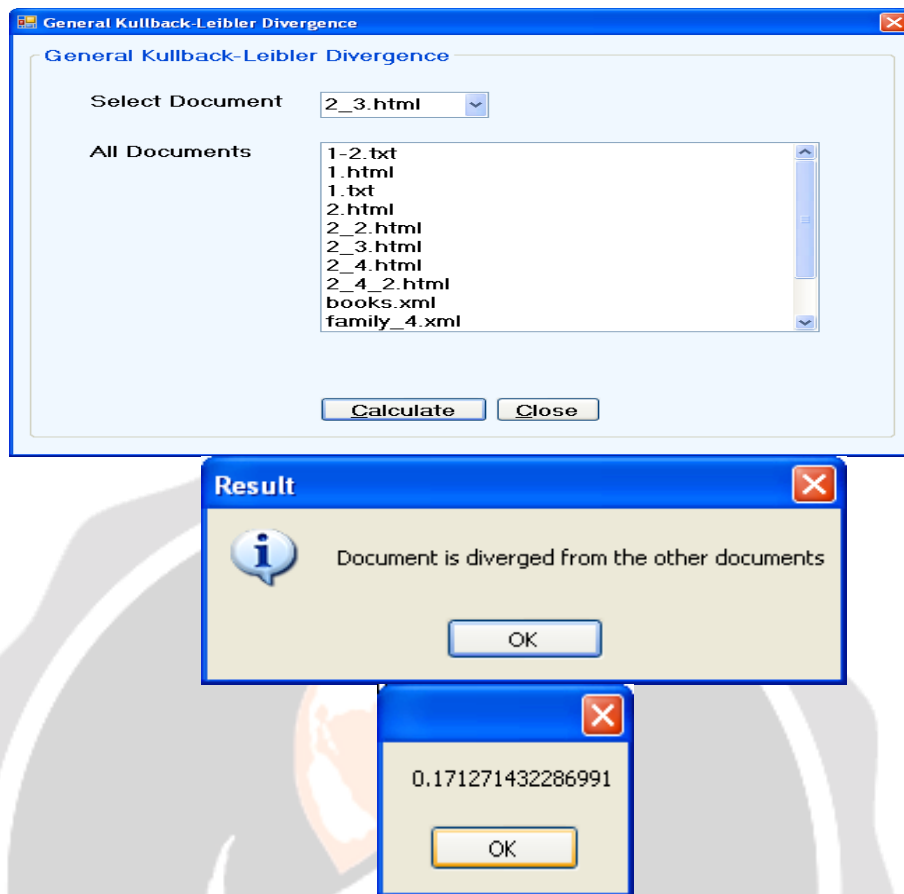 General Kullback-Leibler Divergence
General Kullback-Leibler Divergence
Select Document 2_3.html
All Documents
1-2.txt
1.html
1.txt
2.html
2_2.html
2_3.html
2_4.html
2_4_2.html
books.xml
family_4.xml
Calculate Close
Result
Document is diverged from the other documents
OK
0.171271432286991
OK